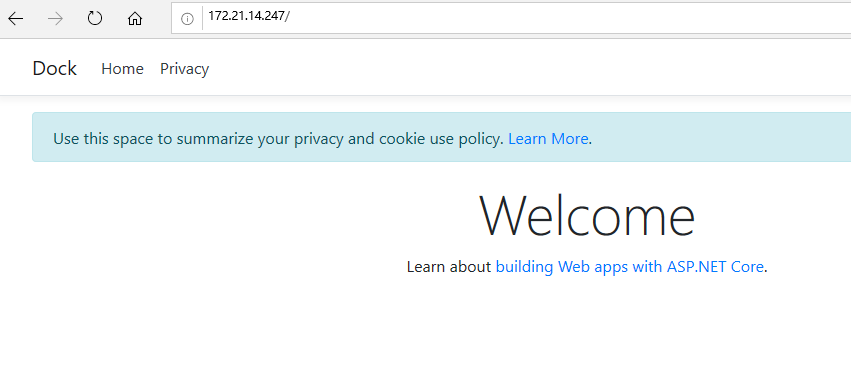 172.21.14.247/
Dock Home Privacy
Use this space to summarize your privacy and cookie use policy. Learn More.
Welcome
Learn about building Web apps with ASP.NET Core.